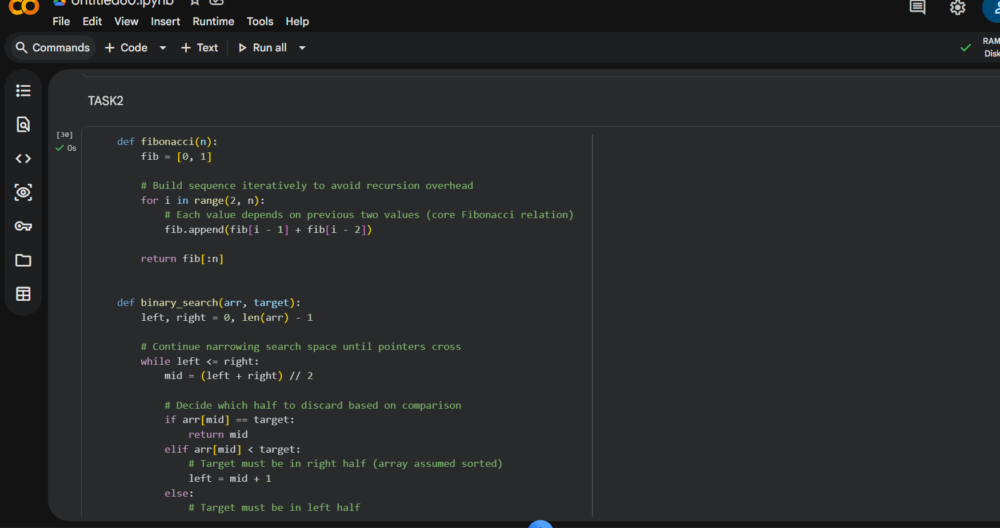 Untitled60.ipynb
File Edit View Insert Runtime Tools Help
Commands + Code + Text Run all
RAM
Disk
TASK2
[30]
0s
def fibonacci(n):
    fib = [0, 1]
    # Build sequence iteratively to avoid recursion overhead
    for i in range(2, n):
        # Each value depends on previous two values (core Fibonacci relation)
        fib.append(fib[i - 1] + fib[i - 2])
    return fib[:n]
def binary_search(arr, target):
    left, right = 0, len(arr) - 1
    # Continue narrowing search space until pointers cross
    while left <= right:
        mid = (left + right) // 2
        # Decide which half to discard based on comparison
        if arr[mid] == target:
            return mid
        elif arr[mid] < target:
            # Target must be in right half (array assumed sorted)
            left = mid + 1
        else:
            # Target must be in left half